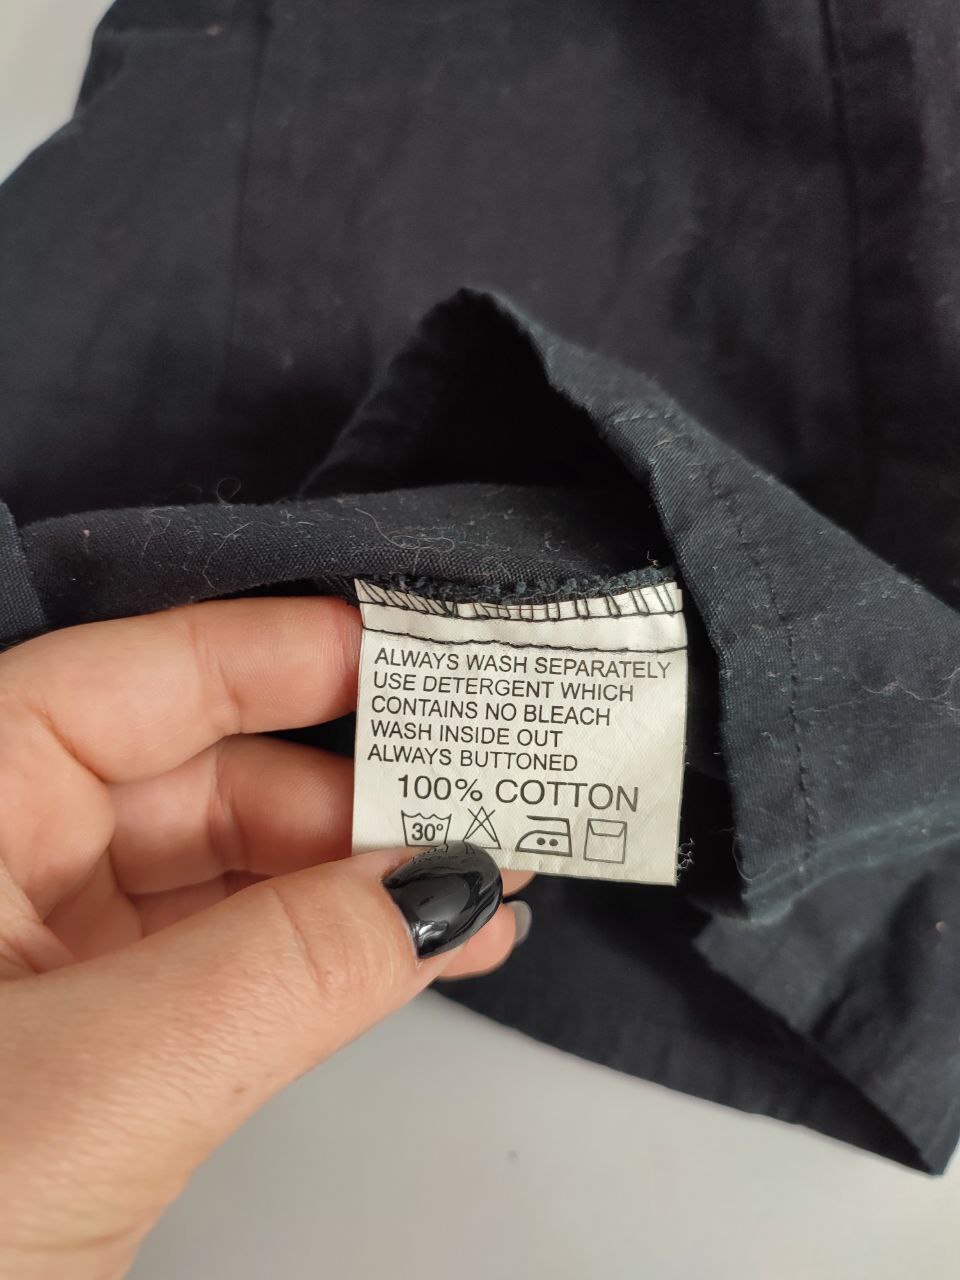 ALWAYS WASH SEPARATELY
USE DETERGENT WHICH
CONTAINS NO BLEACH
WASH INSIDE OUT
ALWAYS BUTTONED
100% COTTON
30°